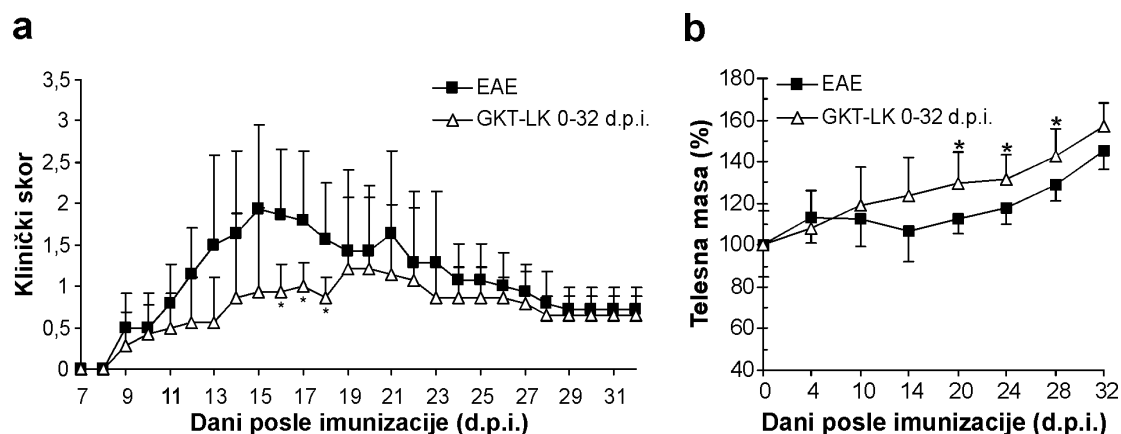 a
3,5
3
2,5
2
1,5
1
0,5
0
Klinički skor
EAE
GKT-LK 0-32 d.p.i.
* * *
7 9 11 13 15 17 19 21 23 25 27 29 31
Dani posle imunizacije (d.p.i.)
b
180
160
140
120
100
80
60
40
Telesna masa (%)
EAE
GKT-LK 0-32 d.p.i.
* * *
0 4 10 14 20 24 28 32
Dani posle imunizacije (d.p.i.)